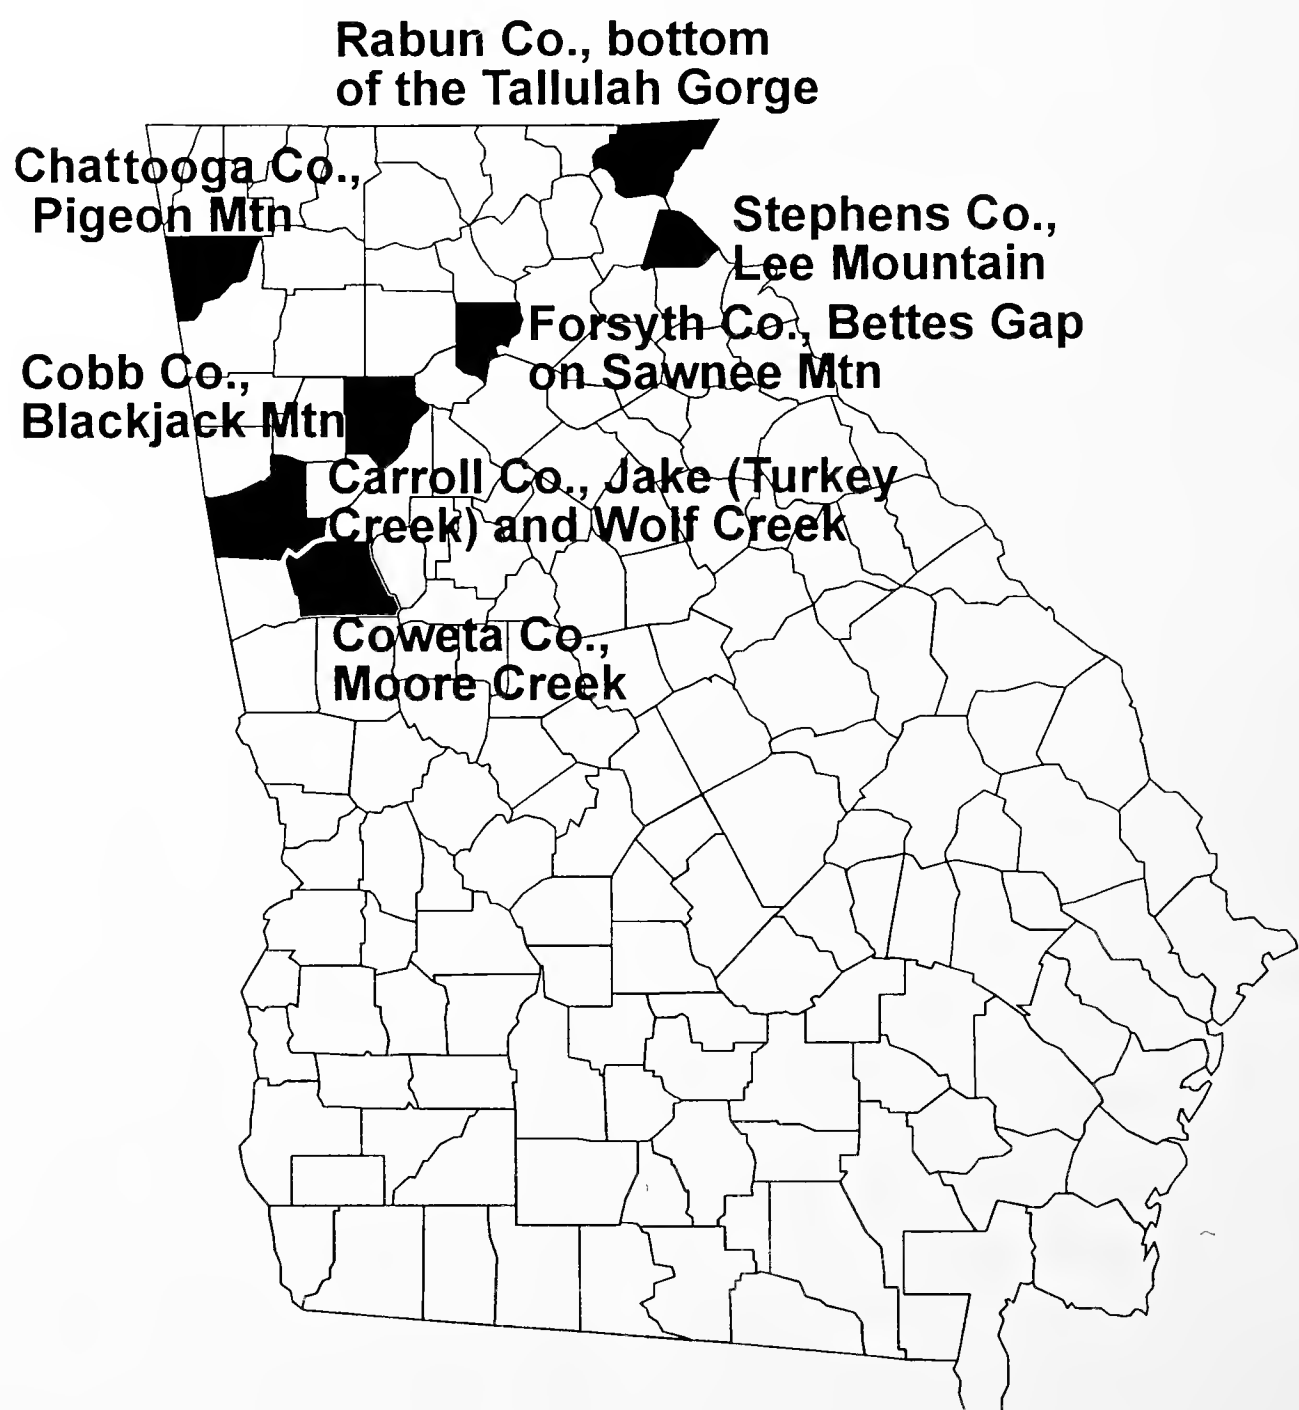 Rabun Co., bottom
of the Tallulah Gorge
Chattooga Co.,
Pigeon Mtn
Stephens Co.,
Lee Mountain
Forsyth Co., Bettes Gap
on Sawnee Mtn
Cobb Co.,
Blackjack Mtn
Carroll Co., Jake (Turkey
Creek) and Wolf Creek
Coweta Co.,
Moore Creek